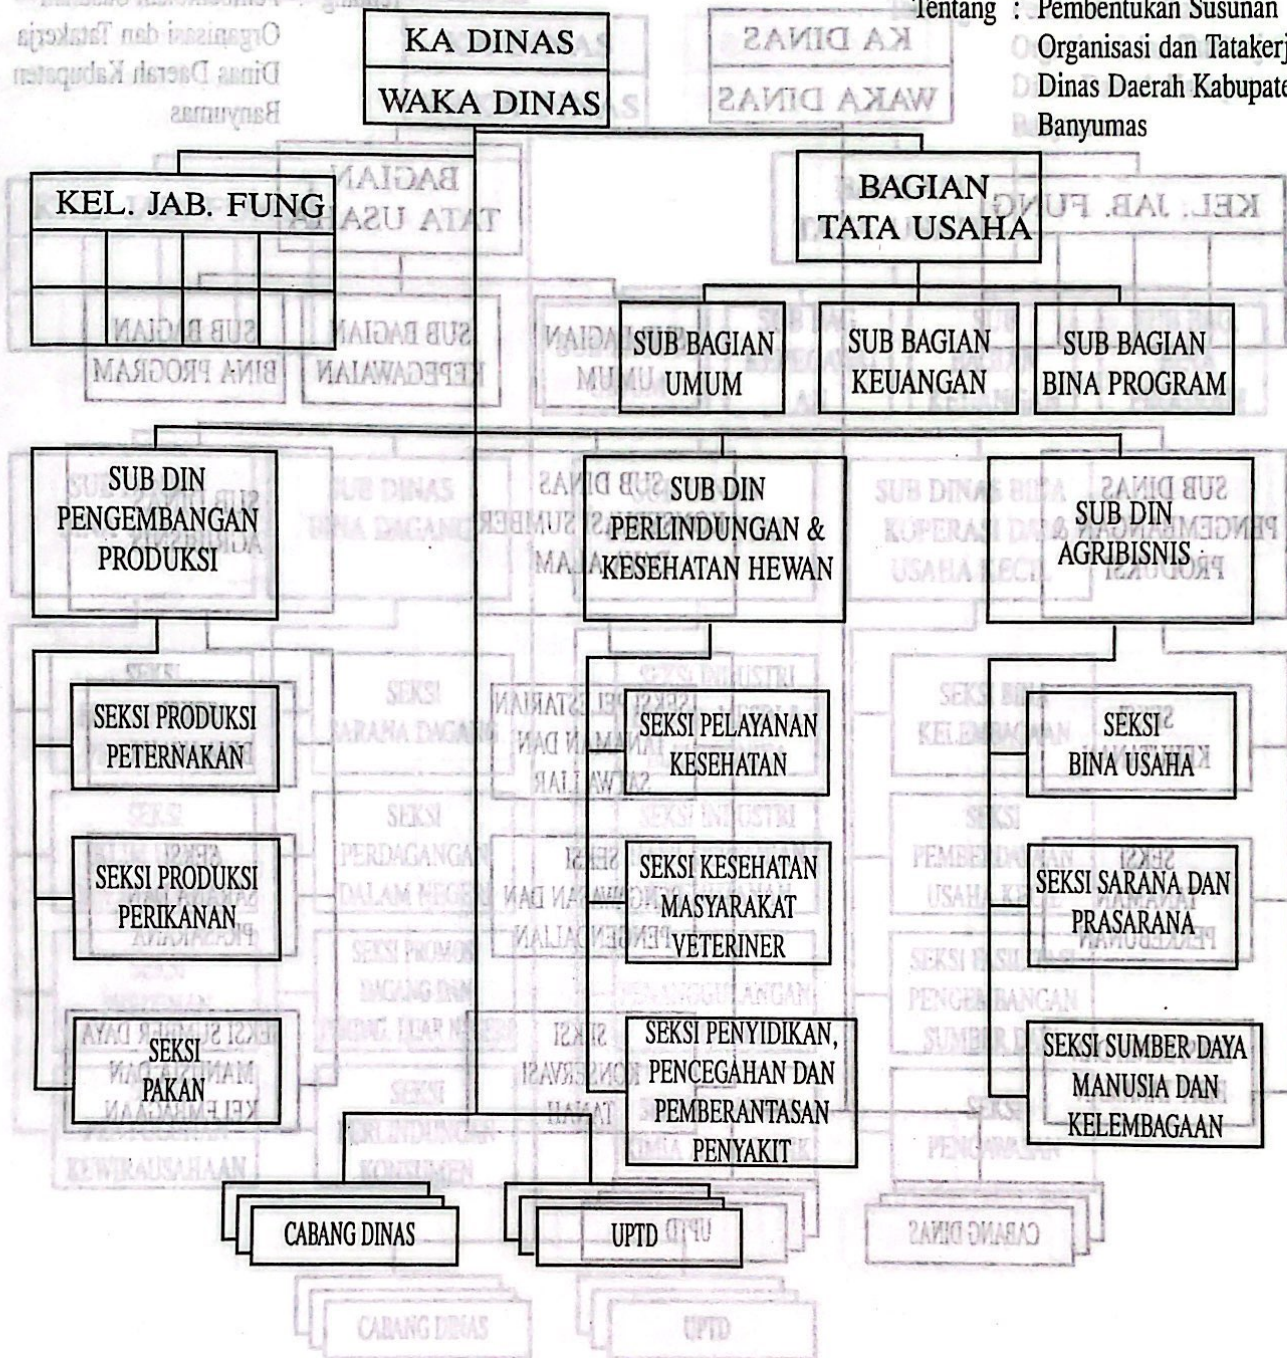 Tentang : Pembentukan Susunan
Organisasi dan Tatakerj
Dinas Daerah Kabupate
Banyumas
KA DINAS
WAKA DINAS
KEL. JAB. FUNG
BAGIAN
TATA USAHA
SUB BAGIAN
UMUM
SUB BAGIAN
KEUANGAN
SUB BAGIAN
BINA PROGRAM
SUB DIN
PENGEMBANGAN
PRODUKSI
SUB DIN
PERLINDUNGAN &
KESEHATAN HEWAN
SUB DIN
AGRIBISNIS
SEKSI PRODUKSI
PETERNAKAN
SEKSI PELAYANAN
KESEHATAN
SEKSI
BINA USAHA
SEKSI PRODUKSI
PERIKANAN
SEKSI KESEHATAN
MASYARAKAT
VETERINER
SEKSI SARANA DAN
PRASARANA
SEKSI
PAKAN
SEKSI PENYIDIKAN,
PENCEGAHAN DAN
PEMBERANTASAN
PENYAKIT
SEKSI SUMBER DAYA
MANUSIA DAN
KELEMBAGAAN
CABANG DINAS
UPTD